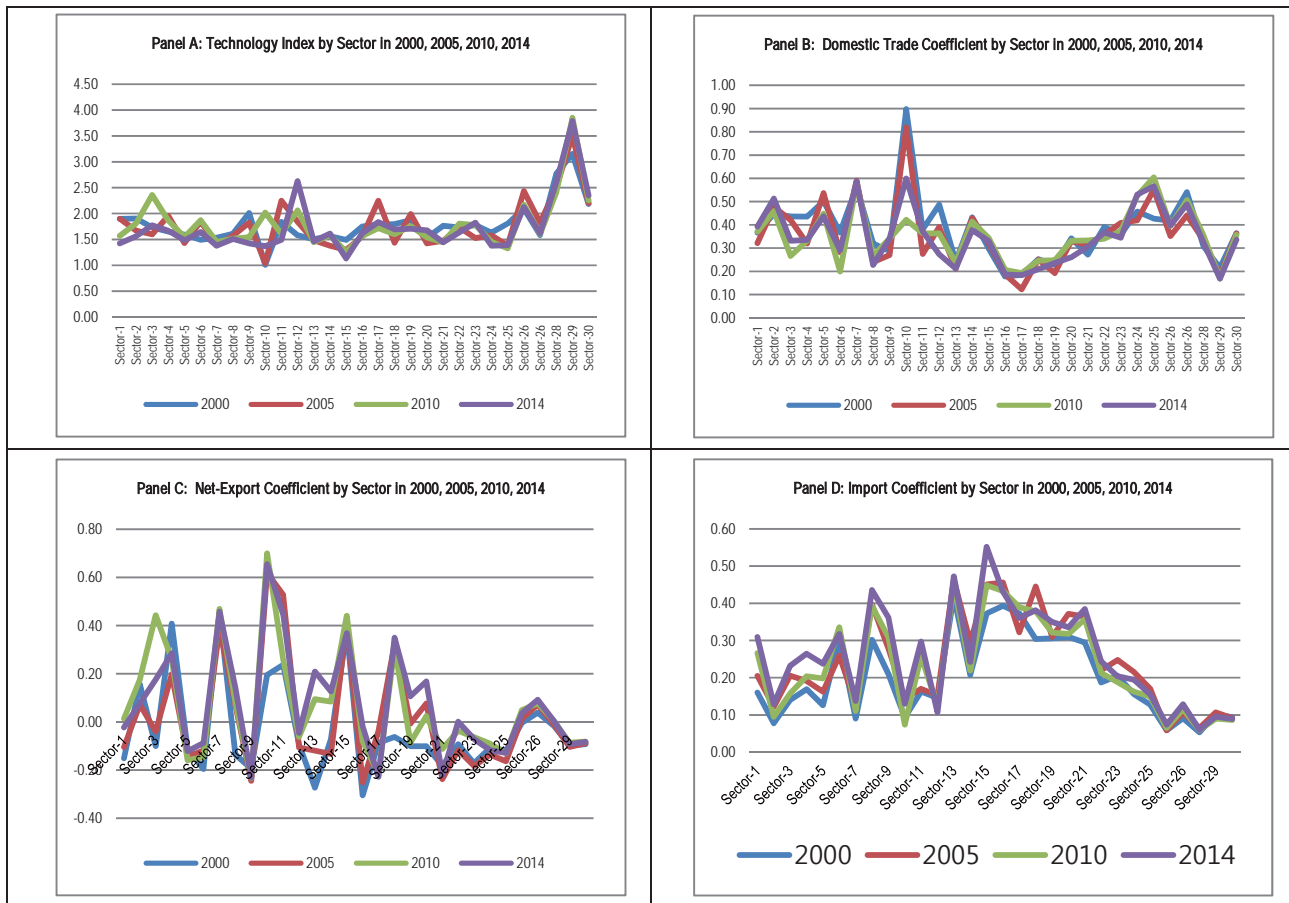 Panel A: Technology Index by Sector in 2000, 2005, 2010, 2014
4.50
4.00
3.50
3.00
2.50
2.00
1.50
1.00
0.50
0.00
Sector-1
Sector-2
Sector-3
Sector-4
Sector-5
Sector-6
Sector-7
Sector-8
Sector-9
Sector-10
Sector-11
Sector-12
Sector-13
Sector-14
Sector-15
Sector-16
Sector-17
Sector-18
Sector-19
Sector-20
Sector-21
Sector-22
Sector-23
Sector-24
Sector-25
Sector-26
Sector-26
Sector-28
Sector-29
Sector-30
2000 2005 2010 2014
Panel B: Domestic Trade Coefficient by Sector in 2000, 2005, 2010, 2014
1.00
0.90
0.80
0.70
0.60
0.50
0.40
0.30
0.20
0.10
0.00
Sector-1
Sector-2
Sector-3
Sector-4
Sector-5
Sector-6
Sector-7
Sector-8
Sector-9
Sector-10
Sector-11
Sector-12
Sector-13
Sector-14
Sector-15
Sector-16
Sector-17
Sector-18
Sector-19
Sector-20
Sector-21
Sector-22
Sector-23
Sector-24
Sector-25
Sector-26
Sector-26
Sector-28
Sector-29
Sector-30
2000 2005 2010 2014
Panel C: Net-Export Coefficient by Sector in 2000, 2005, 2010, 2014
0.80
0.60
0.40
0.20
0.00
-0.20
-0.40
Sector-1
Sector-3
Sector-5
Sector-7
Sector-9
Sector-11
Sector-13
Sector-15
Sector-17
Sector-19
Sector-21
Sector-23
Sector-25
Sector-26
Sector-29
2000 2005 2010 2014
Panel D: Import Coefficient by Sector in 2000, 2005, 2010, 2014
0.60
0.50
0.40
0.30
0.20
0.10
0.00
Sector-1
Sector-3
Sector-5
Sector-7
Sector-9
Sector-11
Sector-13
Sector-15
Sector-17
Sector-19
Sector-21
Sector-23
Sector-25
Sector-26
Sector-29
2000 2005 2010 2014